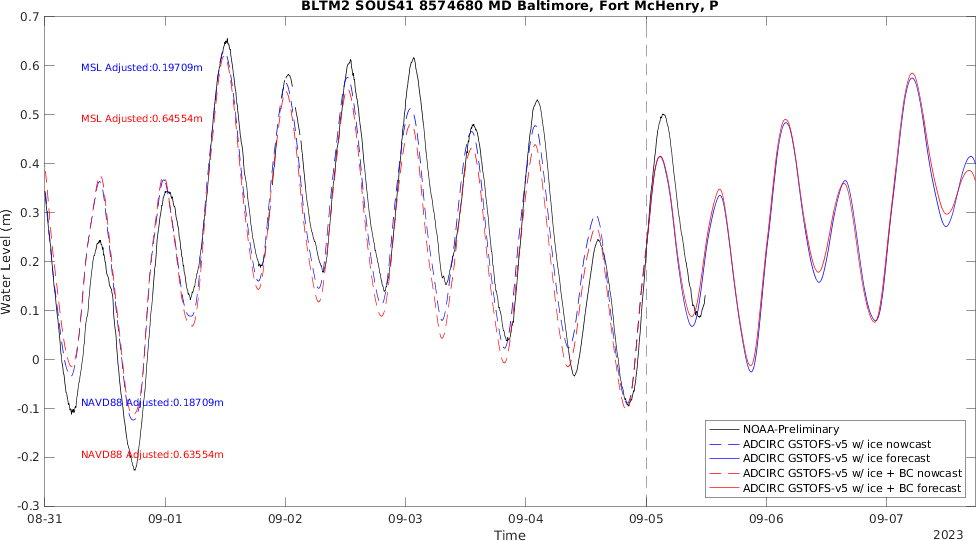 BLTM2 SOUS41 8574680 MD Baltimore, Fort McHenry, P
0.7
0.6
0.5
0.4
0.3
0.2
0.1
0
-0.1
-0.2
-0.3
Water Level (m)
MSL Adjusted:0.19709m
MSL Adjusted:0.64554m
NAVD88 Adjusted:0.18709m
NAVD88 Adjusted:0.63554m
NOAA-Preliminary
ADCIRC GSTOFS-v5 w/ ice nowcast
ADCIRC GSTOFS-v5 w/ ice forecast
ADCIRC GSTOFS-v5 w/ ice + BC nowcast
ADCIRC GSTOFS-v5 w/ ice + BC forecast
08-31 09-01 09-02 09-03 09-04 09-05 09-06 09-07
Time
2023